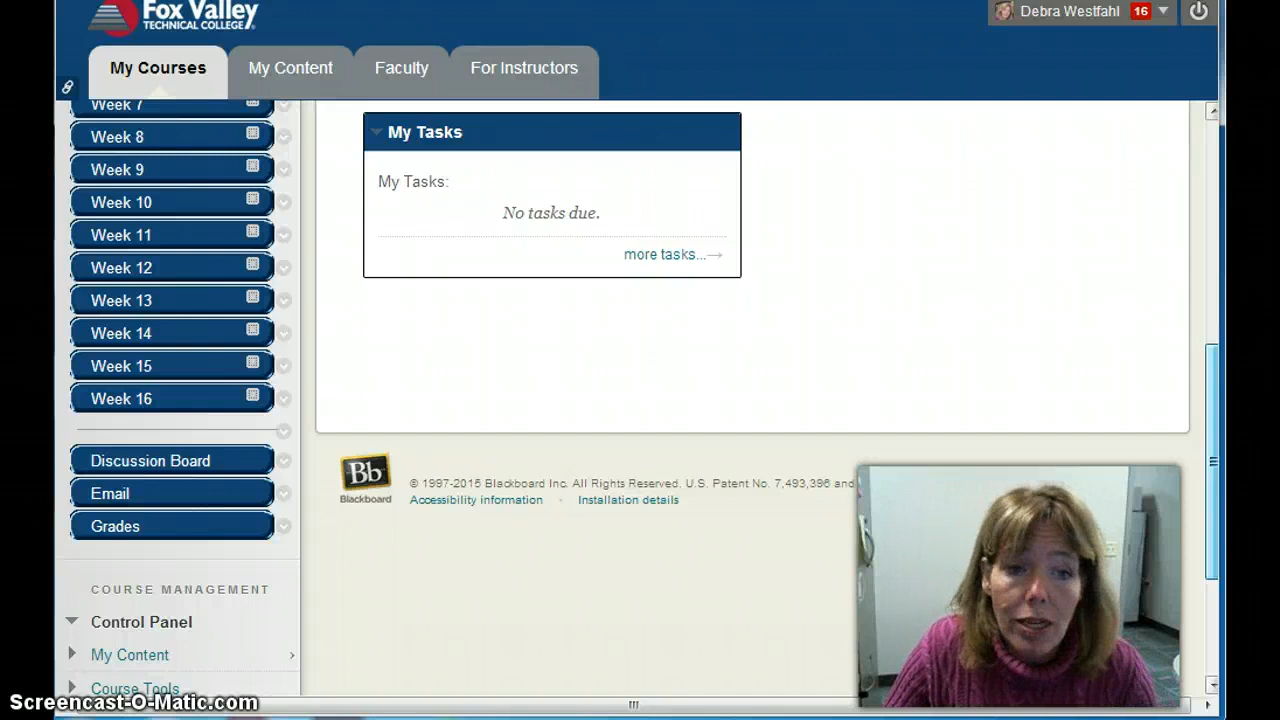 Fox Valley
TECHNICAL COLLEGE
Debra Westfahl 16
My Courses My Content Faculty For Instructors
Week 7
Week 8
Week 9
Week 10
Week 11
Week 12
Week 13
Week 14
Week 15
Week 16
Discussion Board
Email
Grades
COURSE MANAGEMENT
Control Panel
My Content
Course Tools
My Tasks
My Tasks:
No tasks due.
more tasks...→
Bb
Blackboard
© 1997-2015 Blackboard Inc. All Rights Reserved. U.S. Patent No. 7,493,396 and
Accessibility information · Installation details
Screencast-O-Matic.com